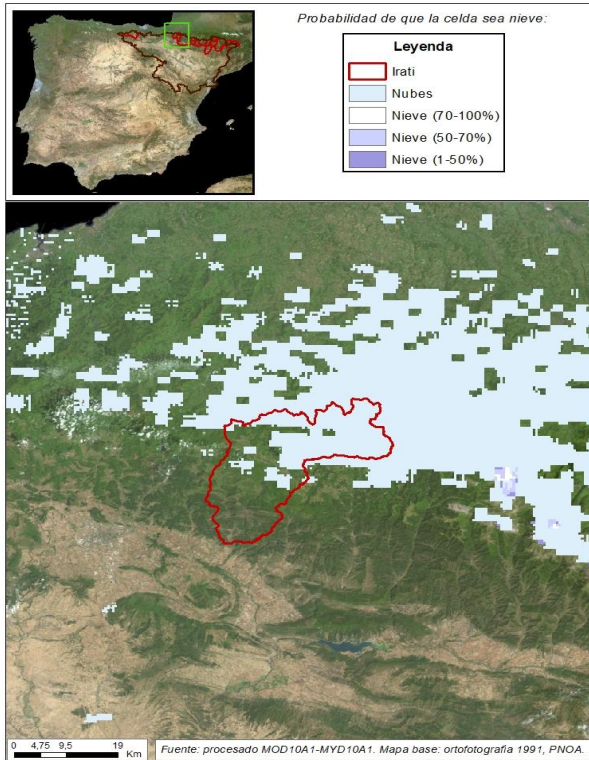 Probabilidad de que la celda sea nieve:
Leyenda
Irati
Nubes
Nieve (70-100%)
Nieve (50-70%)
Nieve (1-50%)
0 4,75 9,5 19
Km
Fuente: procesado MOD10A1-MYD10A1. Mapa base: ortofotografía 1991, PNOA.